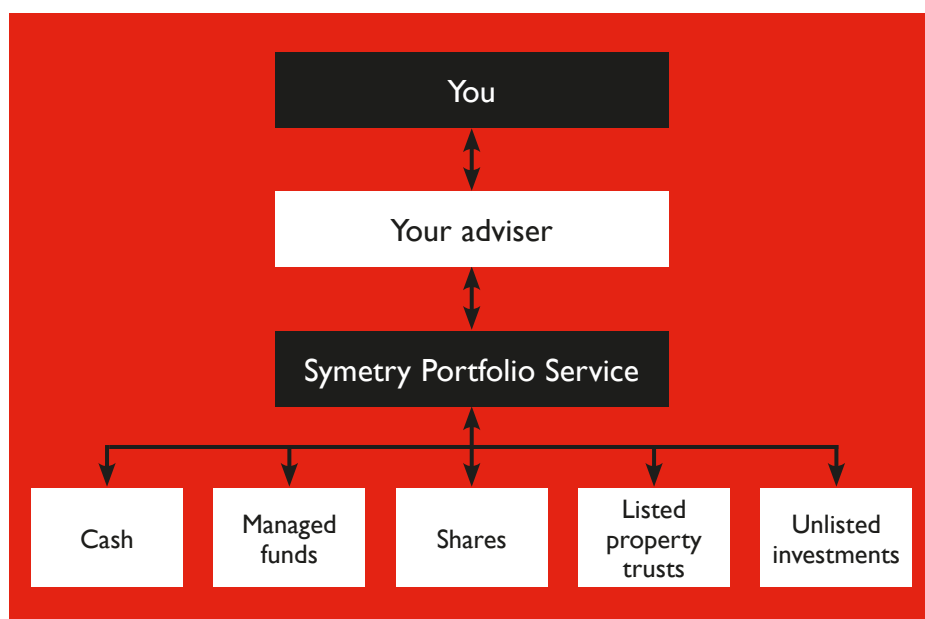 You
Your adviser
Symetry Portfolio Service
Cash
Managed
funds
Shares
Listed
property
trusts
Unlisted
investments